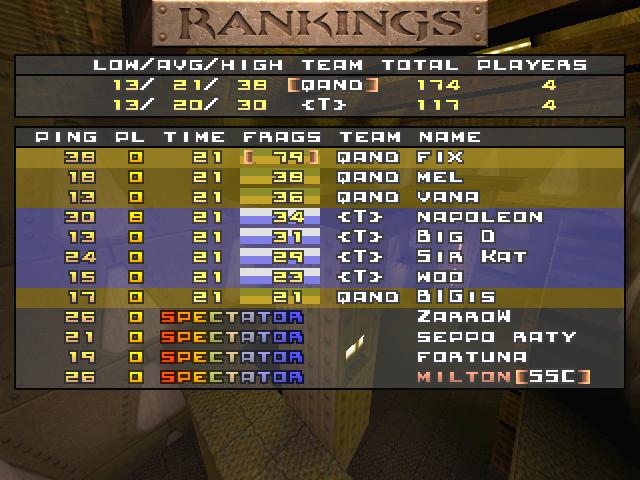 RANKINGS
LOW/AVG/HIGH TEAM TOTAL PLAYERS
13/ 21/ 38 [QAND] 174 4
13/ 20/ 30 {T} 117 4
PING PL TIME FRAGS TEAM NAME
38 0 21 [ 79 ] QAND FIX
18 0 21 38 QAND MEL
13 0 21 36 QAND VANA
30 8 21 34 {T} NAPOLEON
13 0 21 31 {T} BIG D
24 0 21 29 {T} SIR KAT
15 0 21 23 {T} WOO
17 0 21 21 QAND BIGIS
26 0 SPECTATOR ZARROW
21 0 SPECTATOR SEPPO RATY
19 0 SPECTATOR FORTUNA
26 0 SPECTATOR MILTON[SSC]